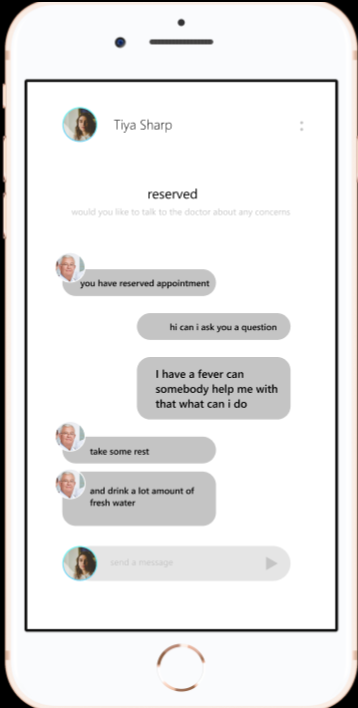 Tiya Sharp
reserved
would you like to talk to the doctor about any concerns
you have reserved appointment
hi can i ask you a question
I have a fever can
somebody help me with
that what can i do
take some rest
and drink a lot amount of
fresh water
send a massage